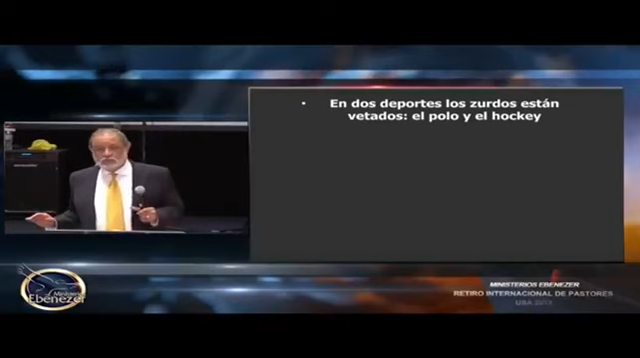 • En dos deportes los zurdos están
vetados: el polo y el hockey
Ministerios
Ebenezer
MINISTERIOS EBENEZER
RETIRO INTERNACIONAL DE PASTORES